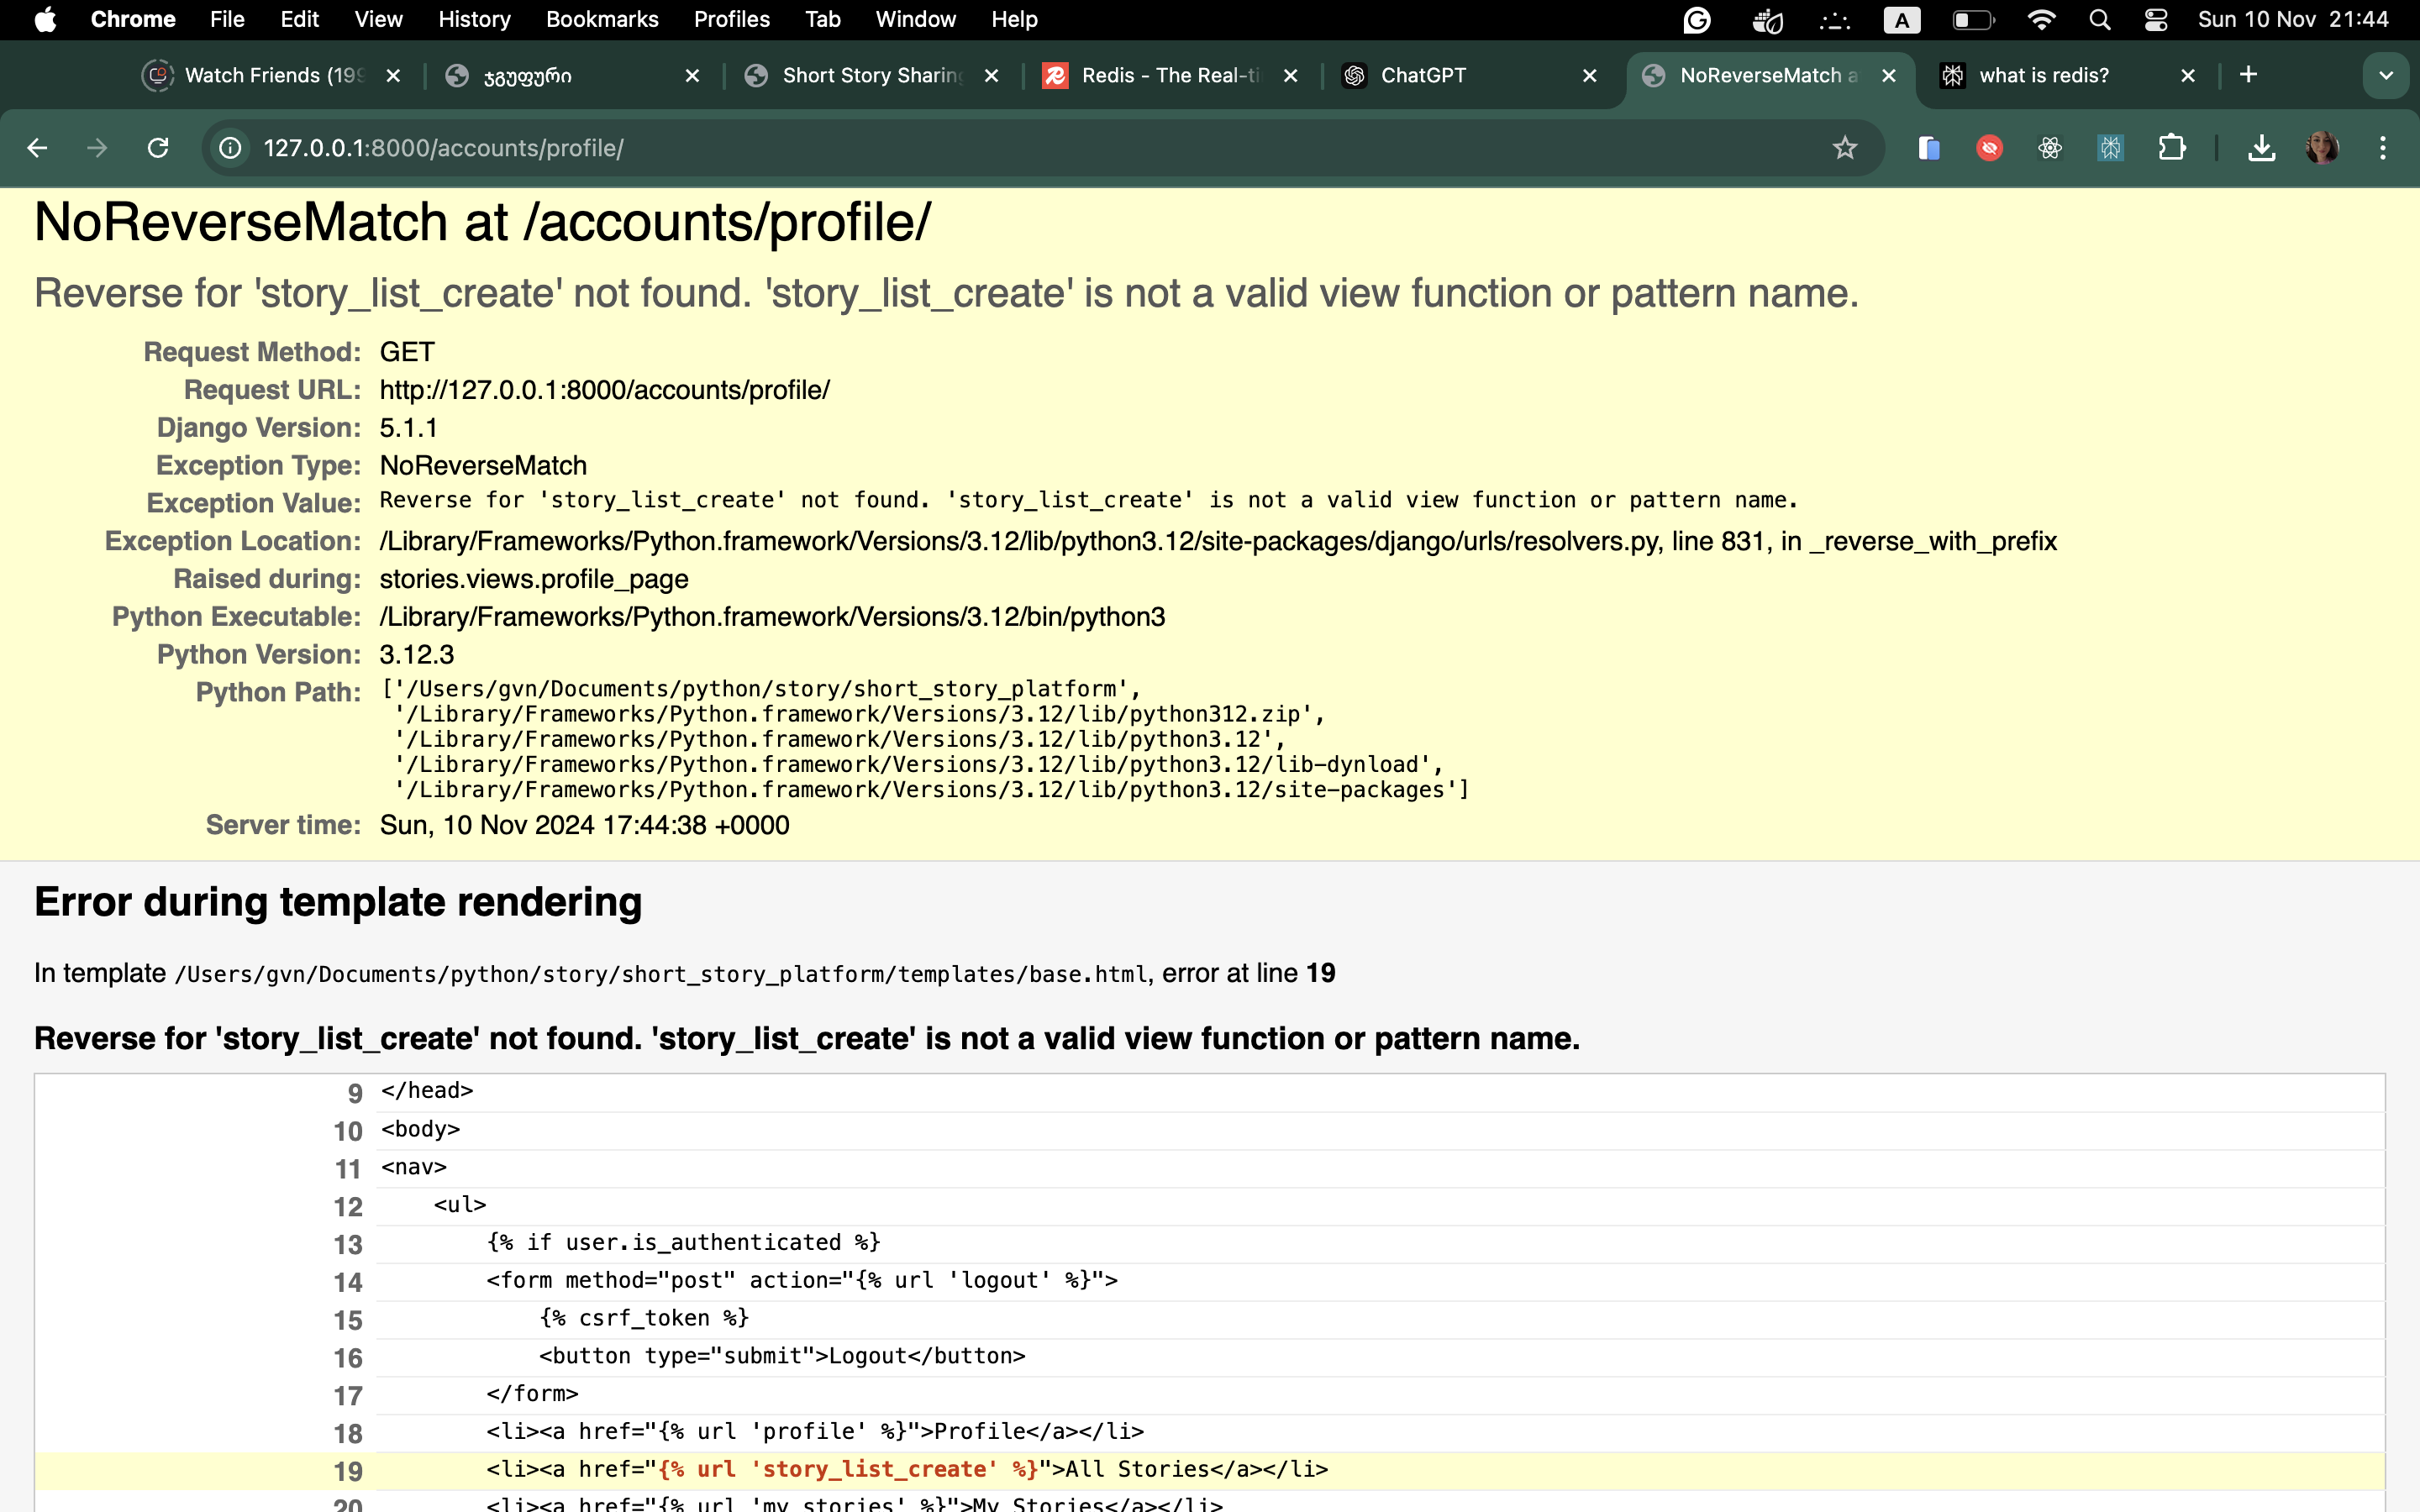 Chrome File Edit View History Bookmarks Profiles Tab Window Help A Sun 10 Nov 21:44
Watch Friends (199 ჯგუფური Short Story Sharing Redis - The Real-ti ChatGPT NoReverseMatch a what is redis?
127.0.0.1:8000/accounts/profile/
NoReverseMatch at /accounts/profile/
Reverse for 'story_list_create' not found. 'story_list_create' is not a valid view function or pattern name.
Request Method: GET
Request URL: http://127.0.0.1:8000/accounts/profile/
Django Version: 5.1.1
Exception Type: NoReverseMatch
Exception Value: Reverse for 'story_list_create' not found. 'story_list_create' is not a valid view function or pattern name.
Exception Location: /Library/Frameworks/Python.framework/Versions/3.12/lib/python3.12/site-packages/django/urls/resolvers.py, line 831, in _reverse_with_prefix
Raised during: stories.views.profile_page
Python Executable: /Library/Frameworks/Python.framework/Versions/3.12/bin/python3
Python Version: 3.12.3
Python Path: ['/Users/gvn/Documents/python/story/short_story_platform',
'/Library/Frameworks/Python.framework/Versions/3.12/lib/python312.zip',
'/Library/Frameworks/Python.framework/Versions/3.12/lib/python3.12',
'/Library/Frameworks/Python.framework/Versions/3.12/lib/python3.12/lib-dynload',
'/Library/Frameworks/Python.framework/Versions/3.12/lib/python3.12/site-packages']
Server time: Sun, 10 Nov 2024 17:44:38 +0000
Error during template rendering
In template /Users/gvn/Documents/python/story/short_story_platform/templates/base.html, error at line 19
Reverse for 'story_list_create' not found. 'story_list_create' is not a valid view function or pattern name.
9 </head>
10 <body>
11 <nav>
12 <ul>
13 {% if user.is_authenticated %}
14 <form method="post" action="{% url 'logout' %}">
15 {% csrf_token %}
16 <button type="submit">Logout</button>
17 </form>
18 <li><a href="{% url 'profile' %}">Profile</a></li>
19 <li><a href="{% url 'story_list_create' %}">All Stories</a></li>
20 <li><a href="{% url 'my_stories' %}">My Stories</a></li>